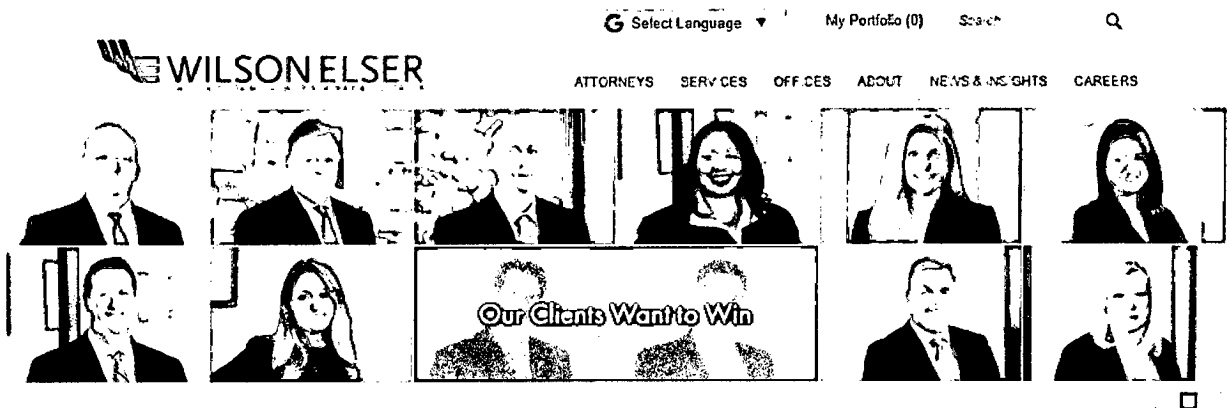 Select Language ▼ My Portfolio (0) Search
WILSON ELSER
ATTORNEYS SERVICES OFFICES ABOUT NEWS & INSIGHTS CAREERS
Our Clients Want to Win